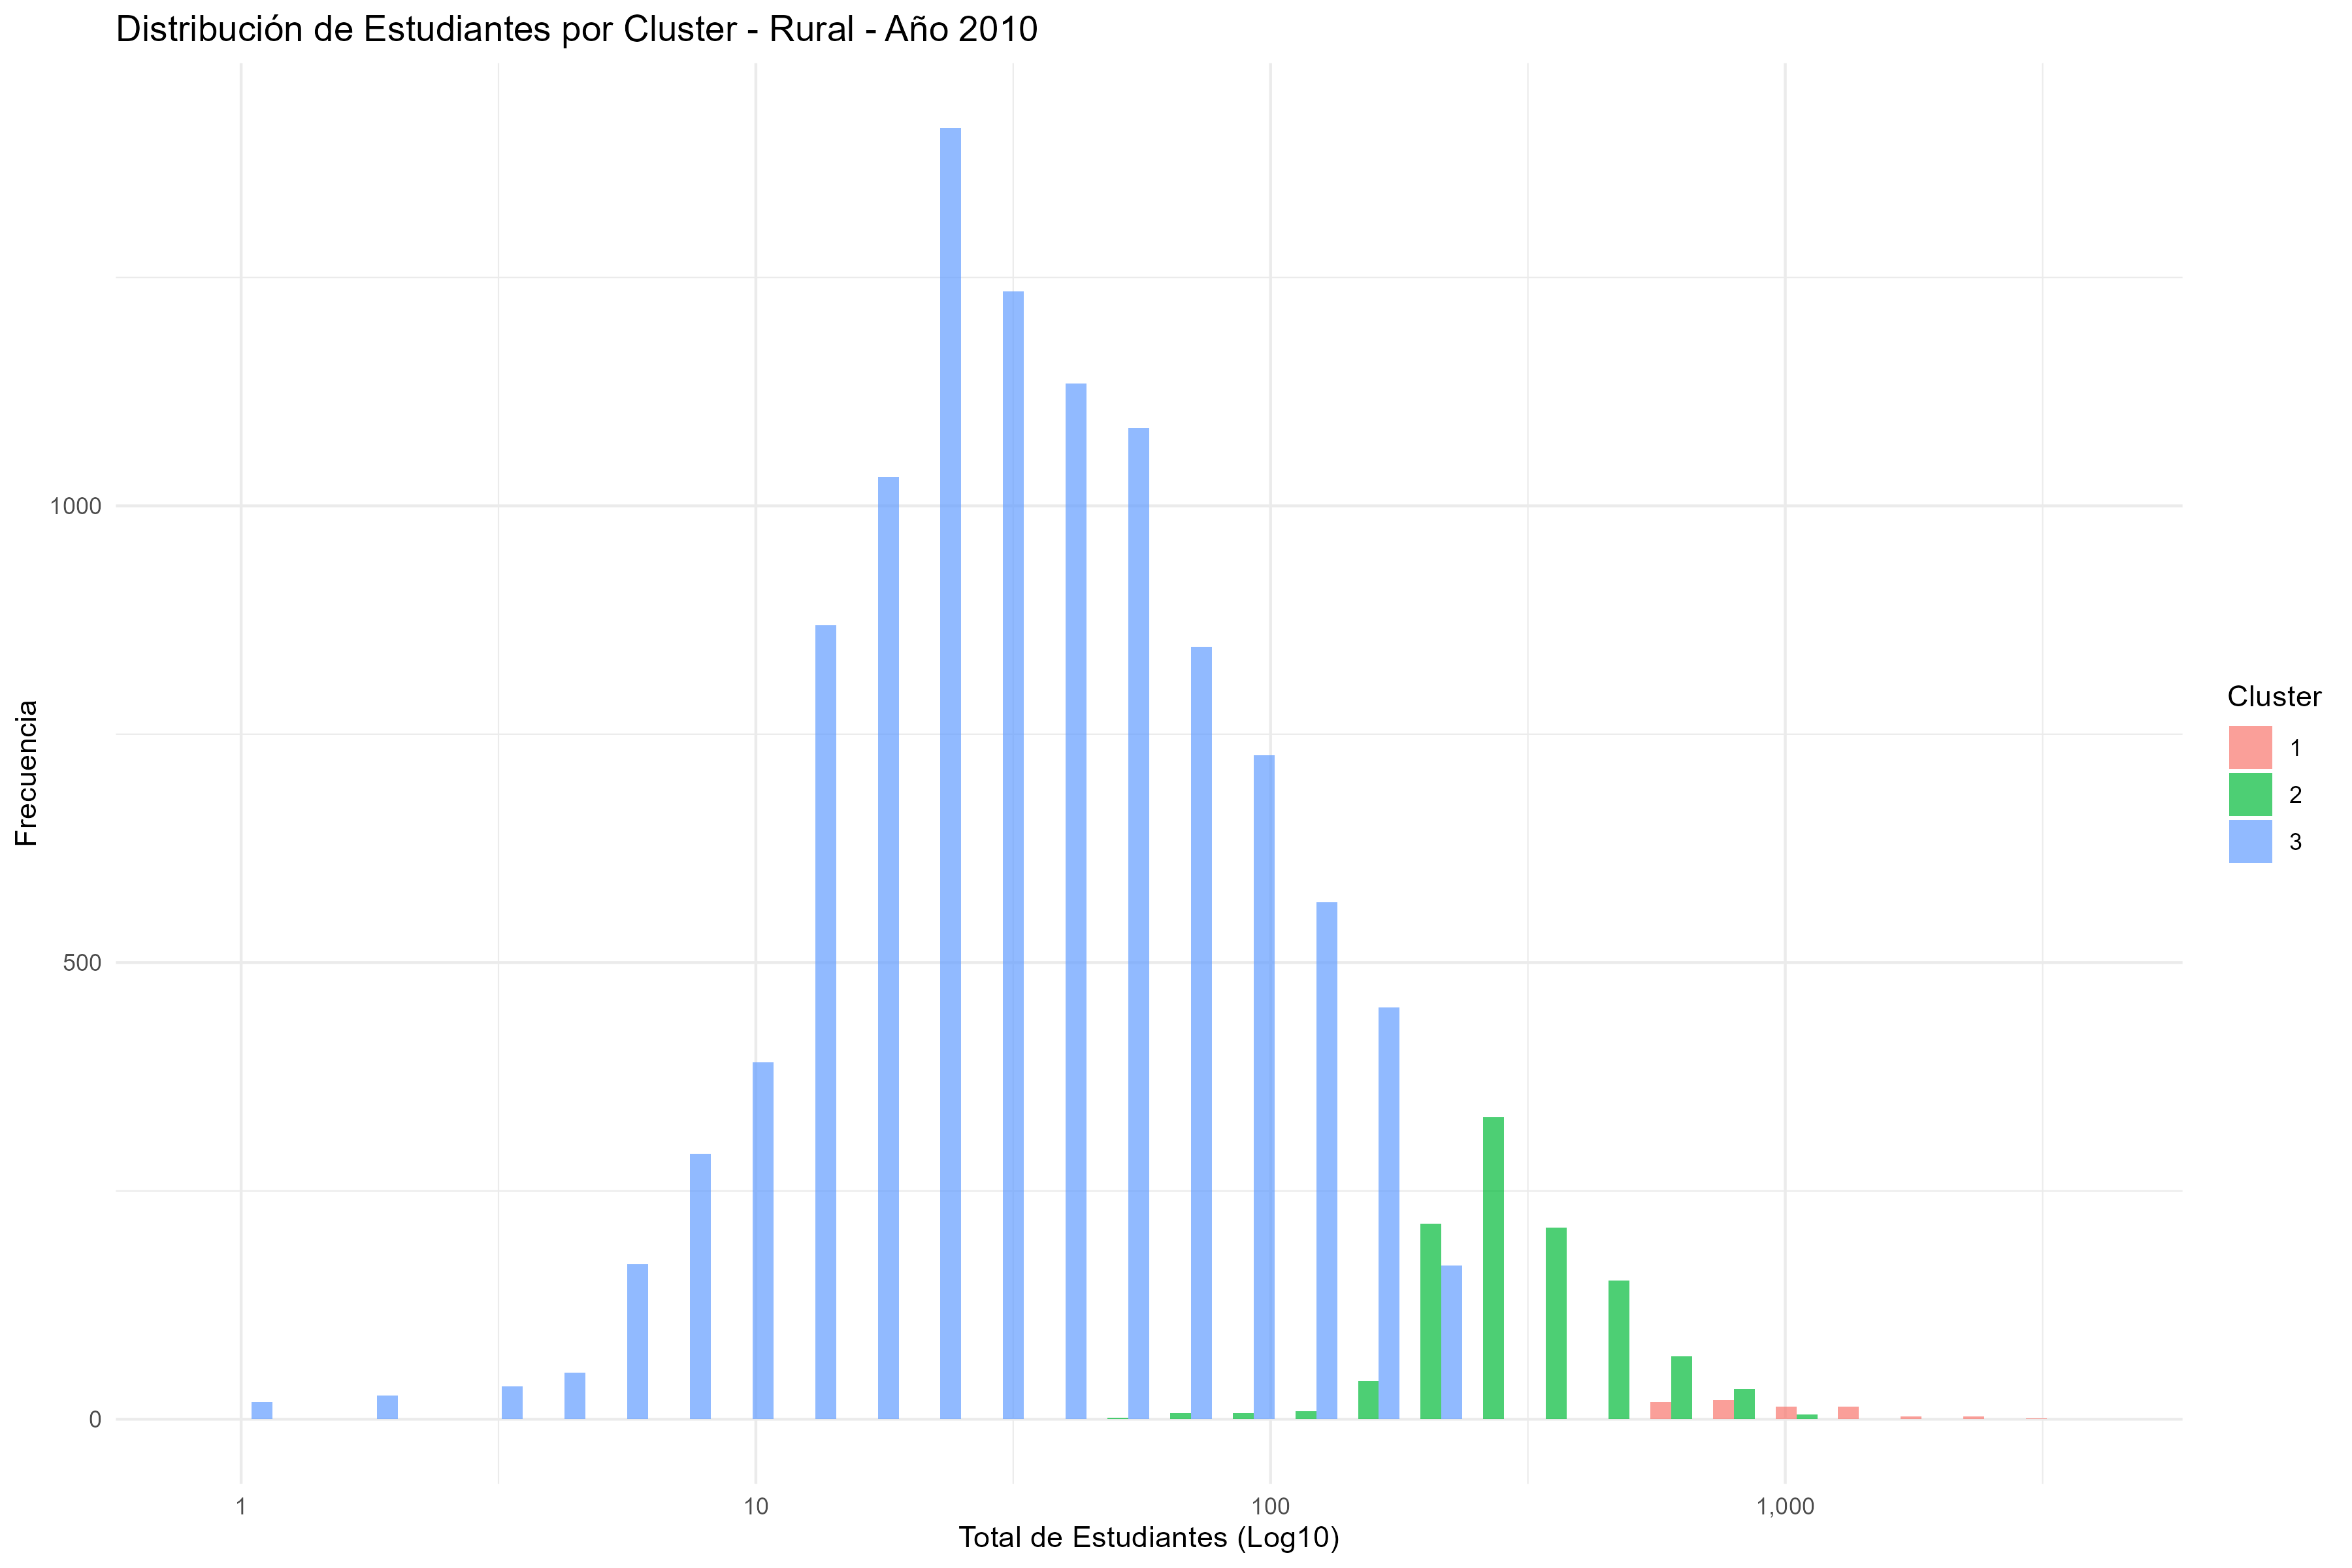 Distribución de Estudiantes por Cluster - Rural - Año 2010
Frecuencia
1000
500
0
1
10
100
1,000
Total de Estudiantes (Log10)
Cluster
1
2
3